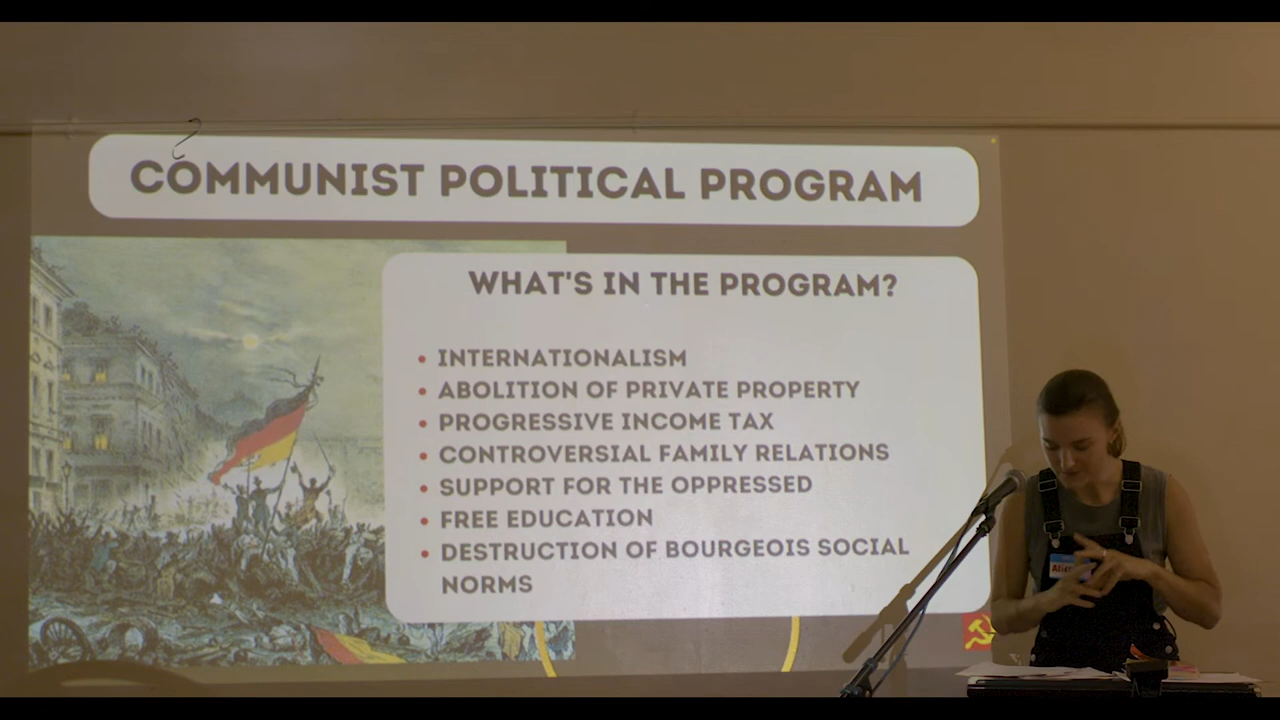 COMMUNIST POLITICAL PROGRAM
WHAT'S IN THE PROGRAM?
• INTERNATIONALISM
• ABOLITION OF PRIVATE PROPERTY
• PROGRESSIVE INCOME TAX
• CONTROVERSIAL FAMILY RELATIONS
• SUPPORT FOR THE OPPRESSED
• FREE EDUCATION
• DESTRUCTION OF BOURGEOIS SOCIAL
NORMS